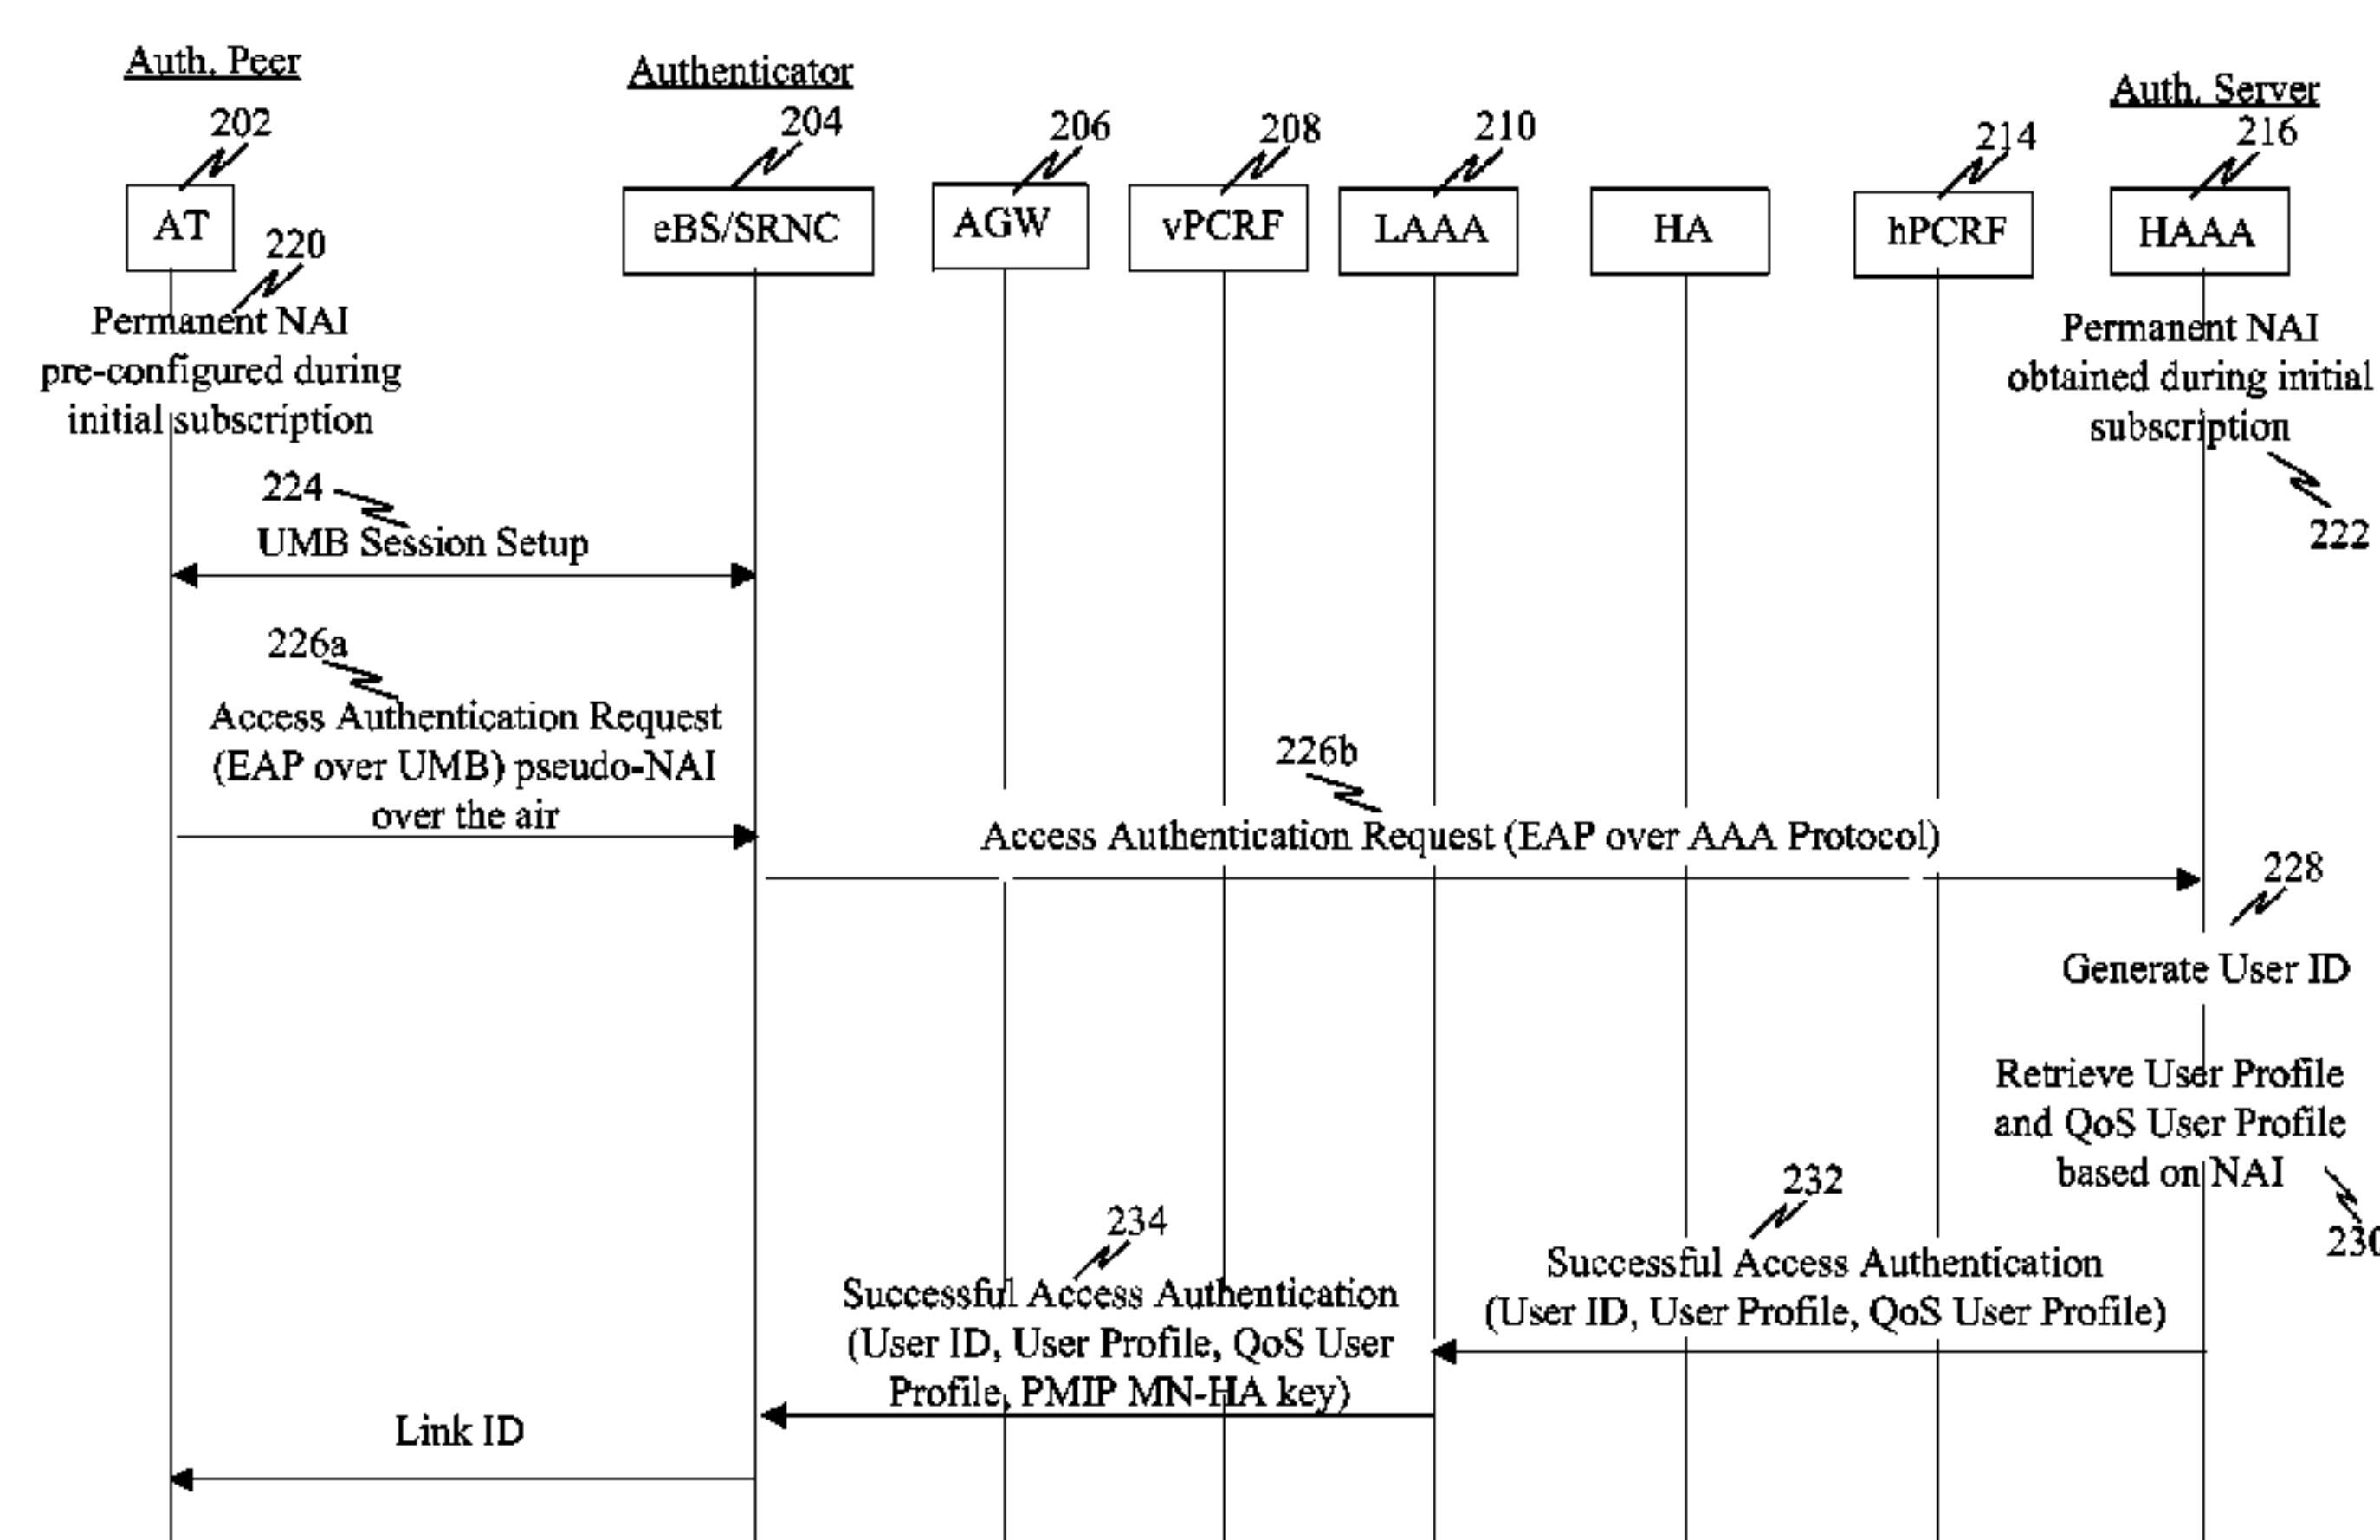 Auth. Peer
Authenticator
Auth. Server
202
204
206
208
210
214
216
AT
eBS/SRNC
AGW
vPCRF
LAAA
HA
hPCRF
HAAA
220
Permanent NAI
pre-configured during
initial subscription
Permanent NAI
obtained during initial
subscription
222
224
UMB Session Setup
226a
Access Authentication Request
(EAP over UMB) pseudo-NAI
over the air
226b
Access Authentication Request (EAP over AAA Protocol)
228
Generate User ID
Retrieve User Profile
and QoS User Profile
based on NAI
230
232
Successful Access Authentication
(User ID, User Profile, QoS User Profile)
234
Successful Access Authentication
(User ID, User Profile, QoS User
Profile, PMIP MN-HA key)
Link ID